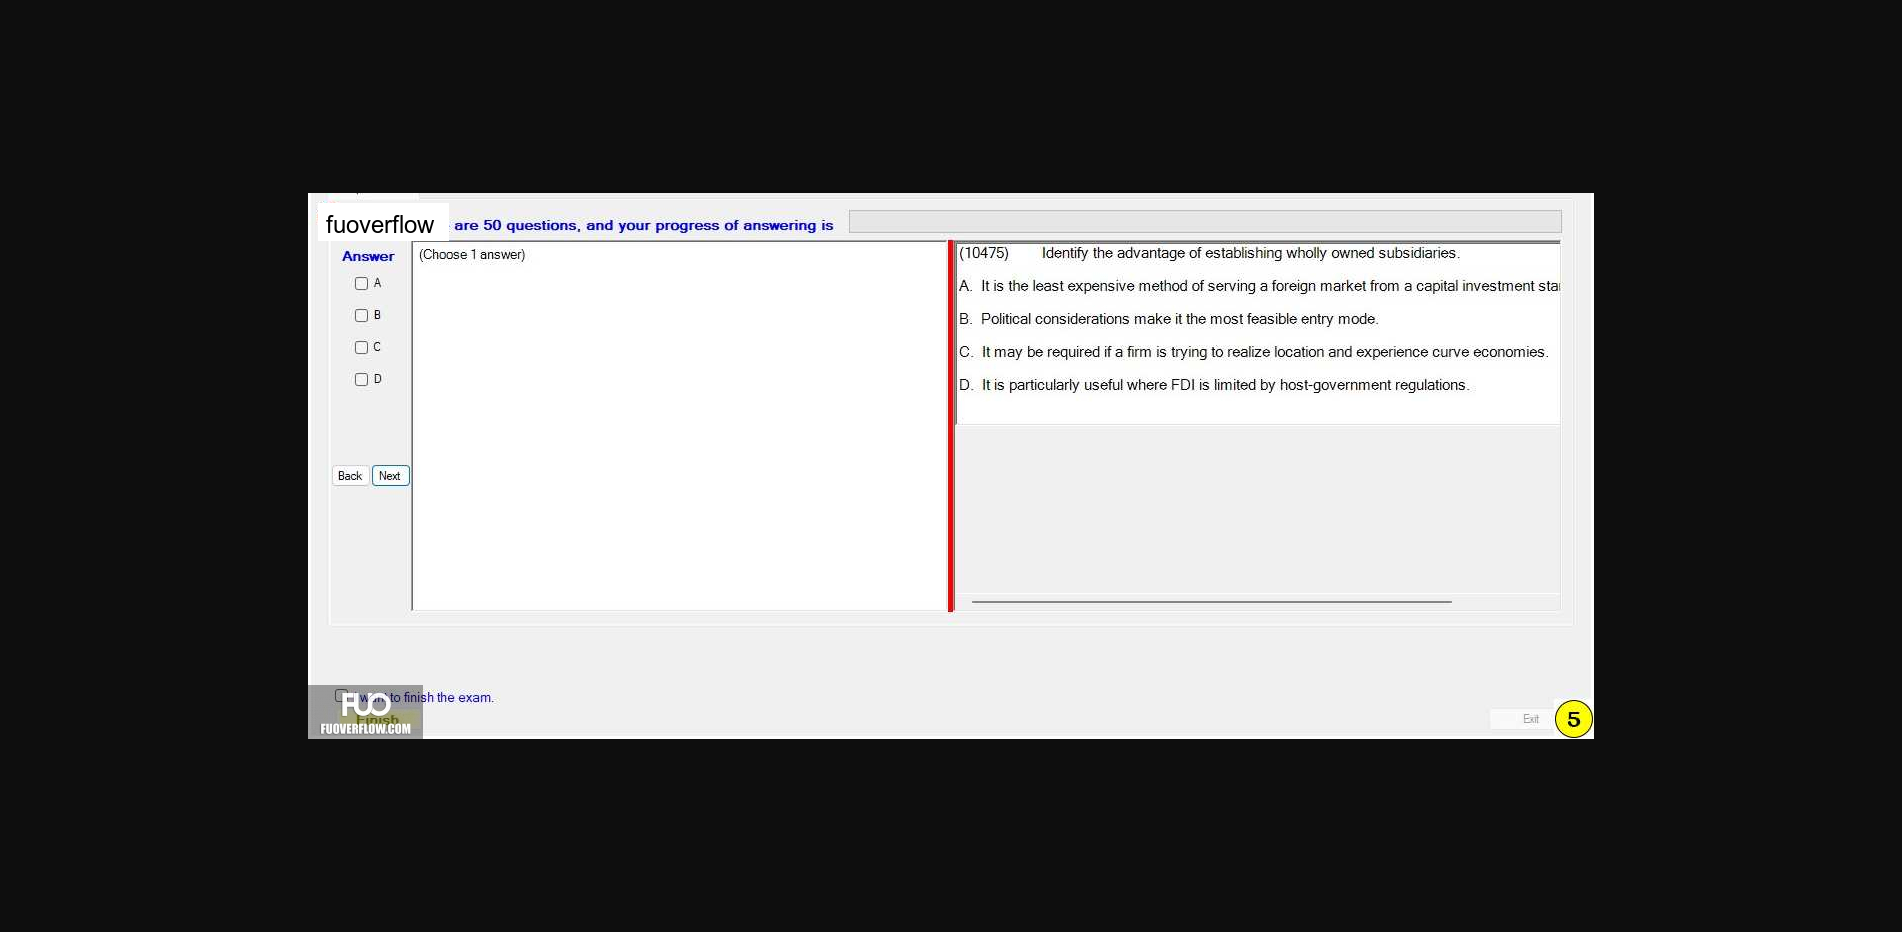 fuoverflow are 50 questions, and your progress of answering is
Answer
(Choose 1 answer)
A
B
C
D
Back Next
(10475) Identify the advantage of establishing wholly owned subsidiaries.
A. It is the least expensive method of serving a foreign market from a capital investment
B. Political considerations make it the most feasible entry mode.
C. It may be required if a firm is trying to realize location and experience curve economies.
D. It is particularly useful where FDI is limited by host-government regulations.
want to finish the exam.
Finish
FUO
FUOVERFLOW.COM
Exit
5